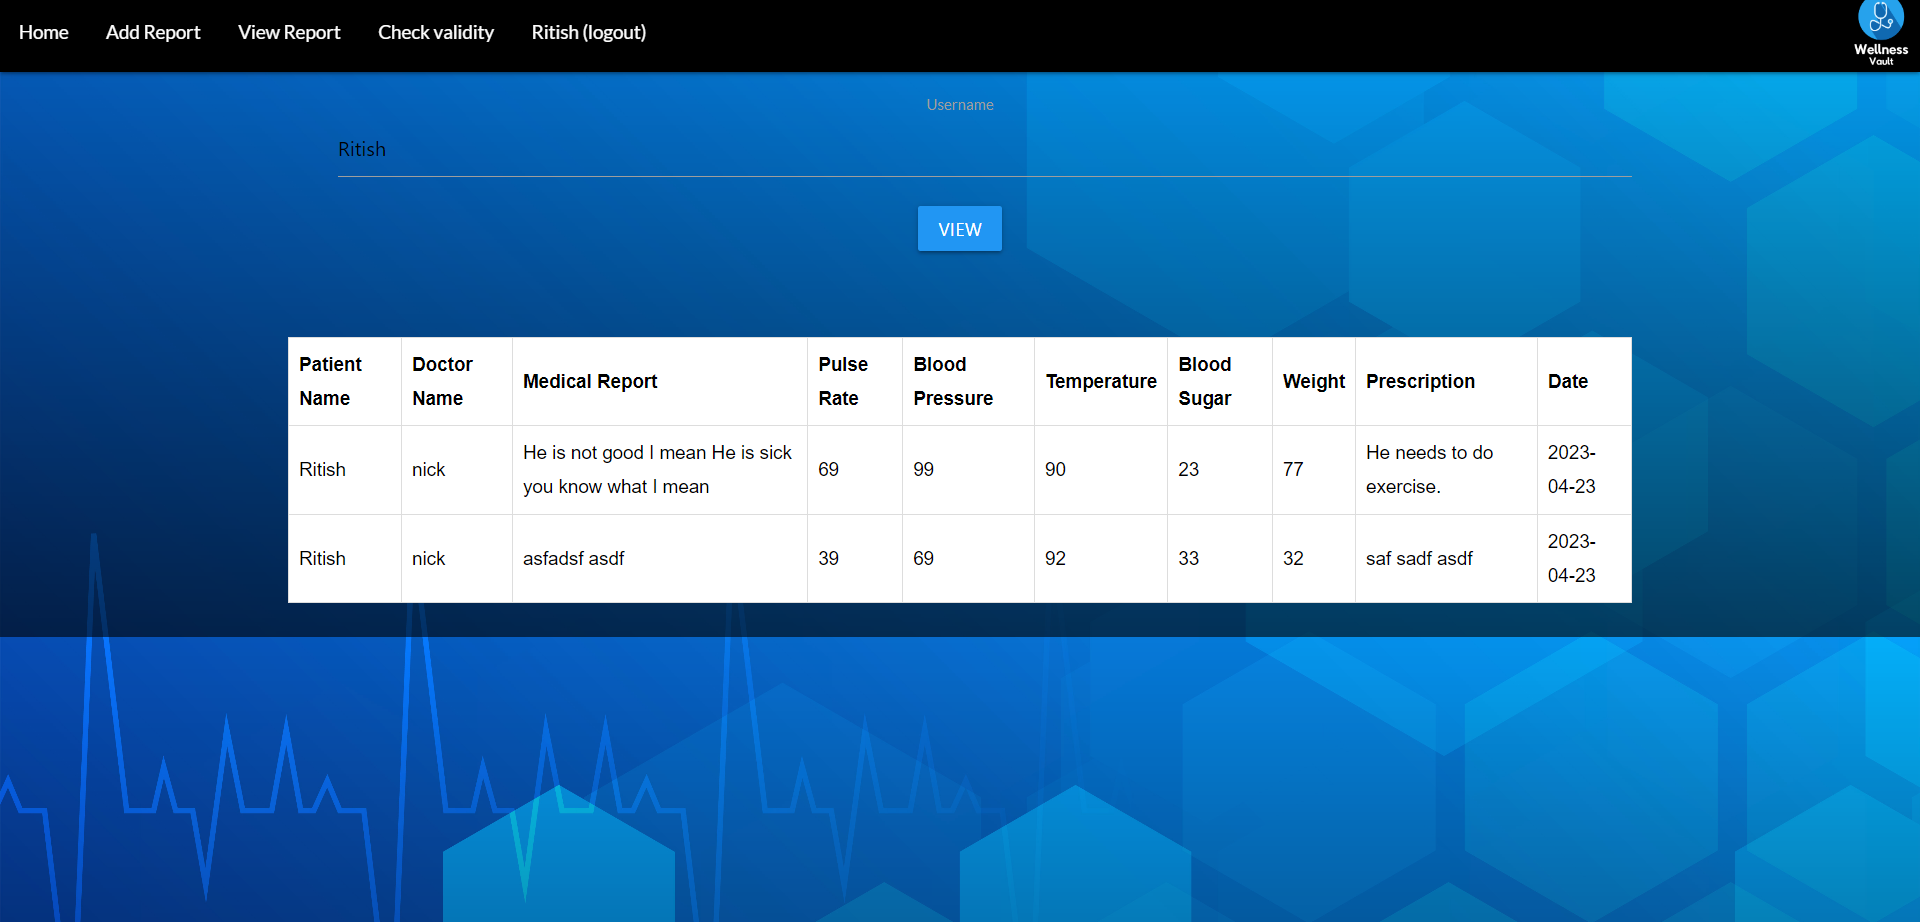 Home Add Report View Report Check validity Ritish (logout)
Wellness
Vault
Username
Ritish
VIEW
Patient Name Doctor Name Medical Report Pulse Rate Blood Pressure Temperature Blood Sugar Weight Prescription Date
Ritish nick He is not good I mean He is sick you know what I mean 69 99 90 23 77 He needs to do exercise. 2023-04-23
Ritish nick asfadsf asdf 39 69 92 33 32 saf sadf asdf 2023-04-23